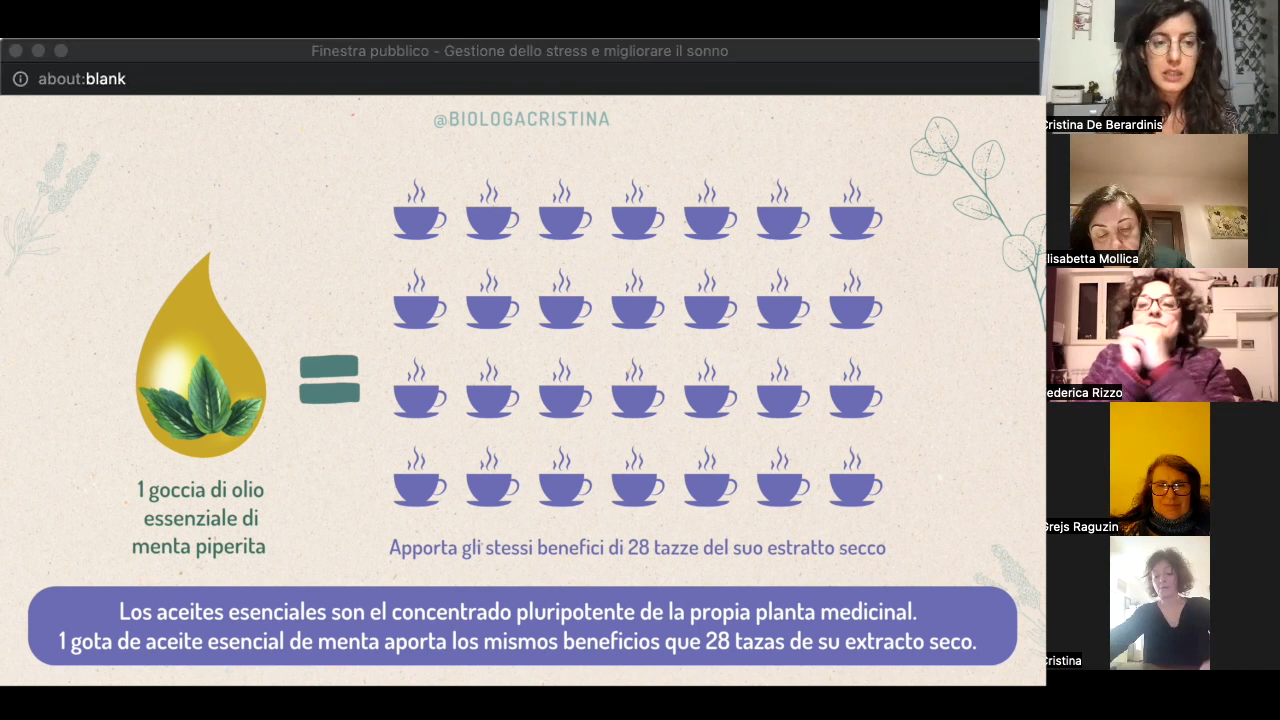 Finestra pubblico - Gestione dello stress e migliorare il sonno
about:blank
@BIOLOGACRISTINA
1 goccia di olio
essenziale di
menta piperita
Apporta gli stessi benefici di 28 tazze del suo estratto secco
Los aceites esenciales son el concentrado pluripotente de la propia planta medicinal.
1 gota de aceite esencial de menta aporta los mismos beneficios que 28 tazas de su extracto seco.
Cristina De Berardinis
lisabetta Mollica
ederica Rizzo
Grejs Raguzin
Cristina